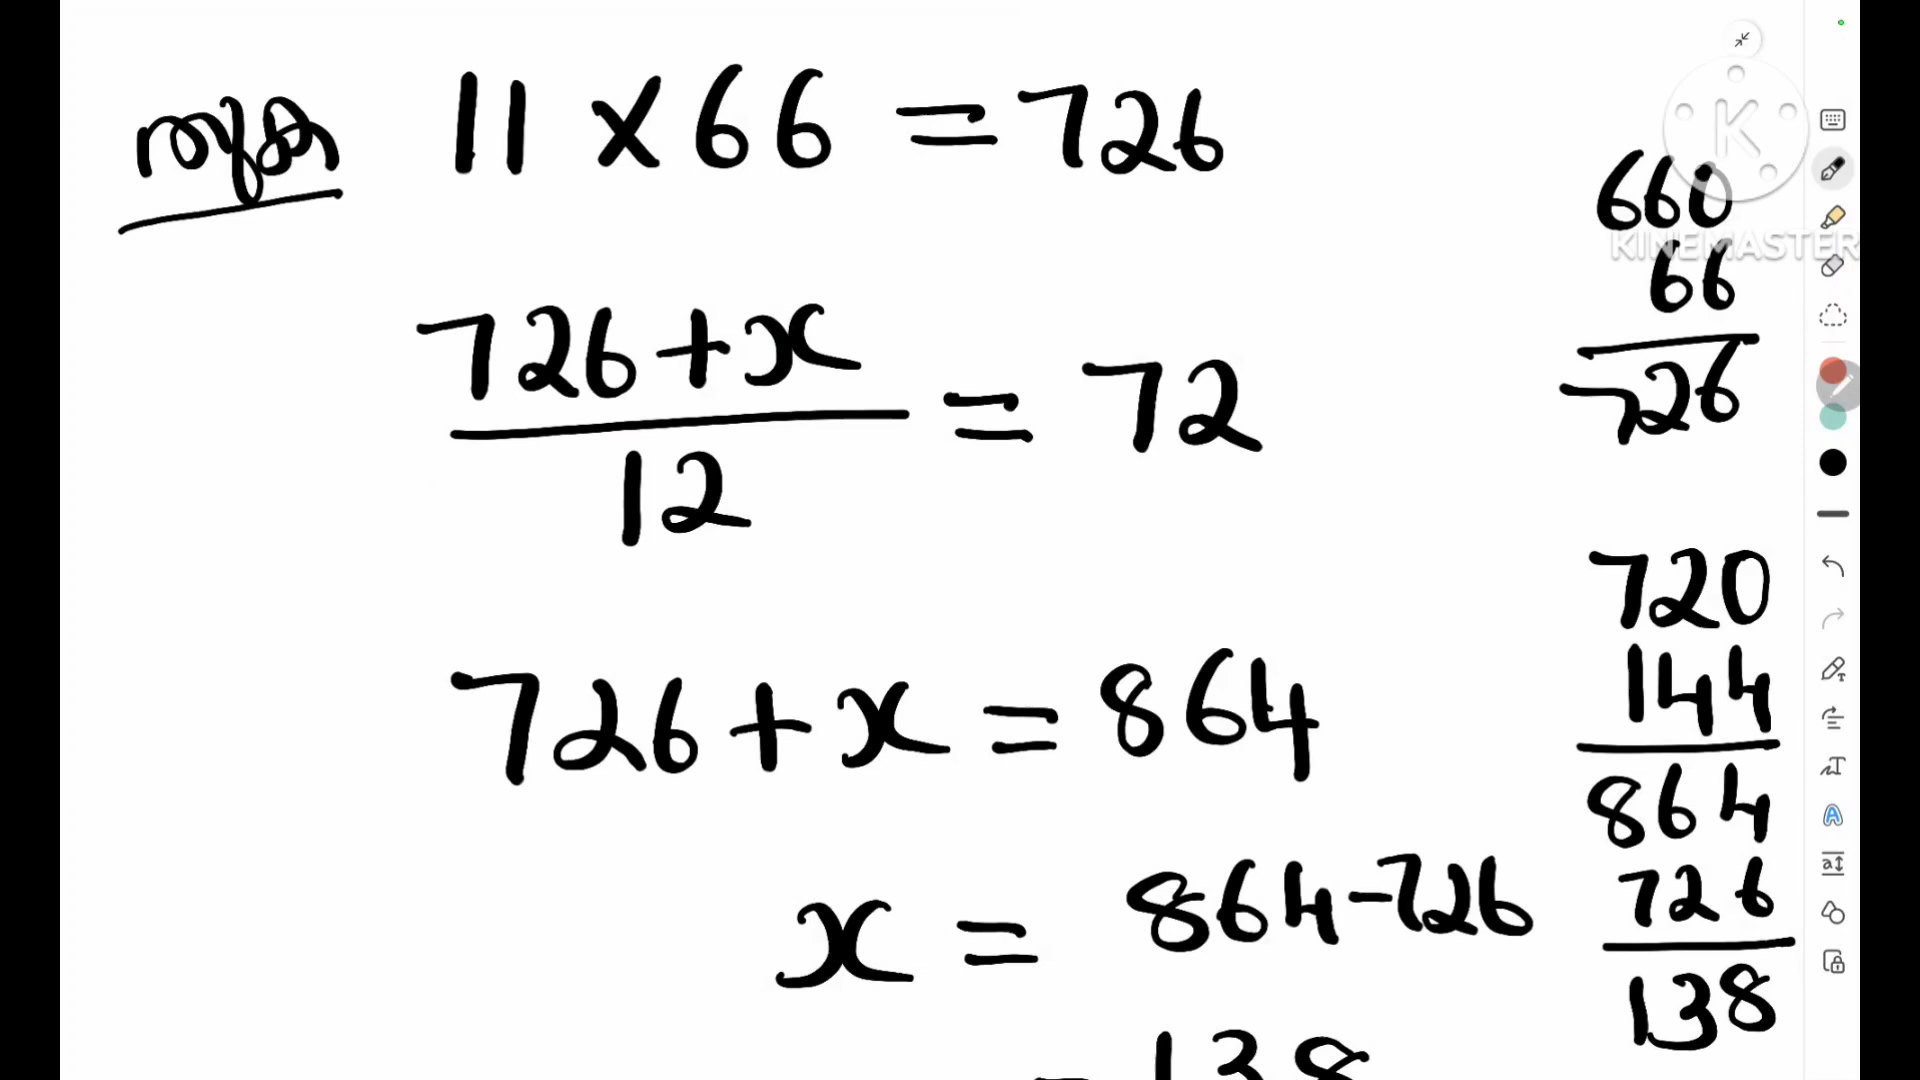 തുക 11 × 66 = 726
726 + x / 12 = 72
726 + x = 864
x = 864 - 726
= 138
660
66
726
720
144
864
726
138
KINEMASTER